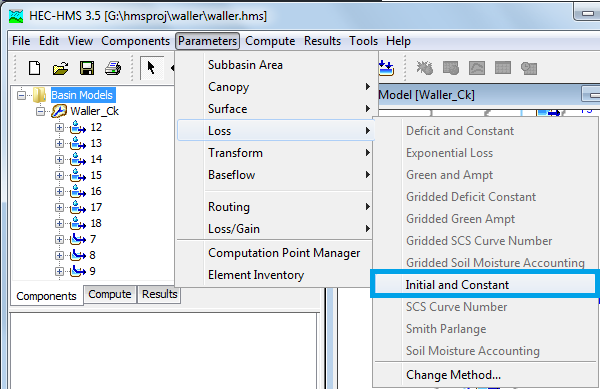 HEC-HMS 3.5 [G:\hmsproj\waller\waller.hms]
File Edit View Components Parameters Compute Results Tools Help
Subbasin Area
Canopy
Surface
Loss
Transform
Baseflow
Routing
Loss/Gain
Computation Point Manager
Element Inventory
Basin Models
Waller_Ck
12
13
14
15
16
17
18
7
8
9
Components Compute Results
Model [Waller_Ck]
Deficit and Constant
Exponential Loss
Green and Ampt
Gridded Deficit Constant
Gridded Green Ampt
Gridded SCS Curve Number
Gridded Soil Moisture Accounting
Initial and Constant
SCS Curve Number
Smith Parlange
Soil Moisture Accounting
Change Method...